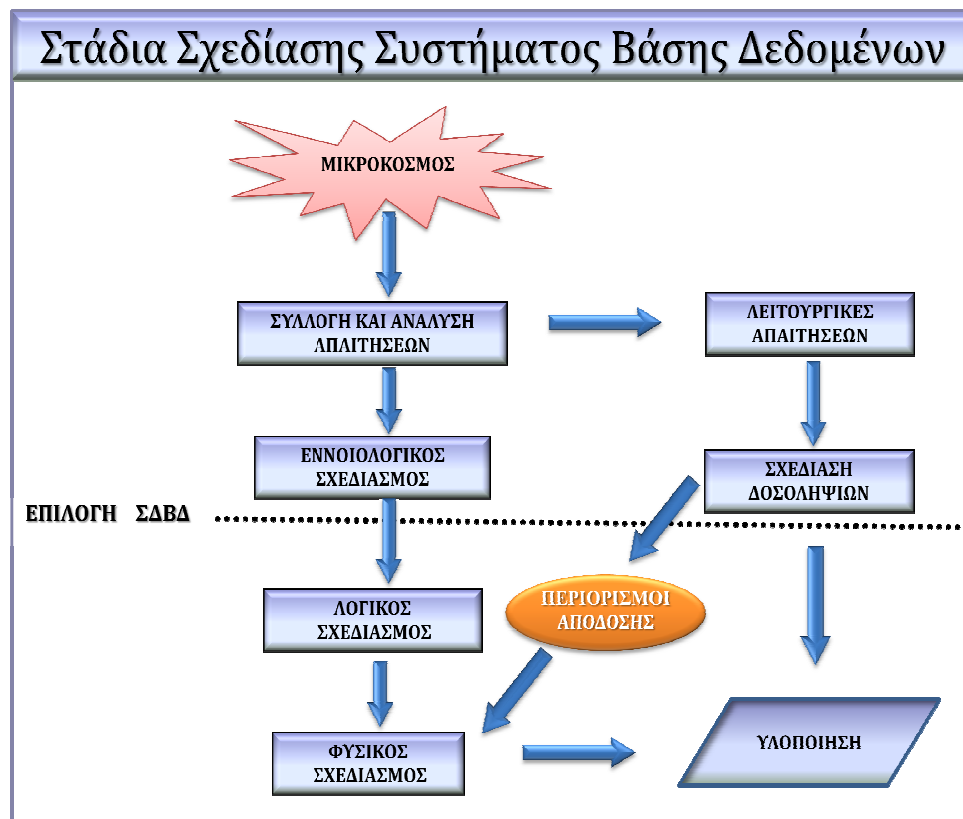 Στάδια Σχεδίασης Συστήματος Βάσης Δεδομένων
ΜΙΚΡΟΚΟΣΜΟΣ
ΣΥΛΛΟΓΗ ΚΑΙ ΑΝΑΛΥΣΗ
ΑΠΑΙΤΗΣΕΩΝ
ΛΕΙΤΟΥΡΓΙΚΕΣ
ΑΠΑΙΤΗΣΕΩΝ
ΕΝΝΟΙΟΛΟΓΙΚΟΣ
ΣΧΕΔΙΑΣΜΟΣ
ΣΧΕΔΙΑΣΗ
ΔΟΣΟΛΗΨΙΩΝ
ΕΠΙΛΟΓΗ ΣΔΒΔ
ΛΟΓΙΚΟΣ
ΣΧΕΔΙΑΣΜΟΣ
ΠΕΡΙΟΡΙΣΜΟΙ
ΑΠΟΔΟΣΗΣ
ΦΥΣΙΚΟΣ
ΣΧΕΔΙΑΣΜΟΣ
ΥΛΟΠΟΙΗΣΗ